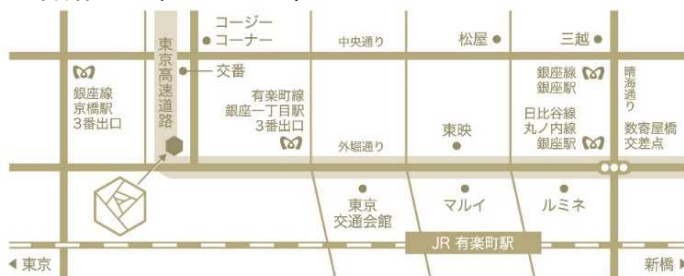 コージー
コーナー
中央通り
松屋
三越
東京高速道路
交番
銀座線
京橋駅
3番出口
有楽町線
銀座一丁目駅
3番出口
銀座線
銀座駅
晴海通り
日比谷線
丸ノ内線
銀座駅
数寄屋橋
交差点
外堀通り
東映
東京
交通会館
マルイ
ルミネ
JR 有楽町駅
東京
新橋